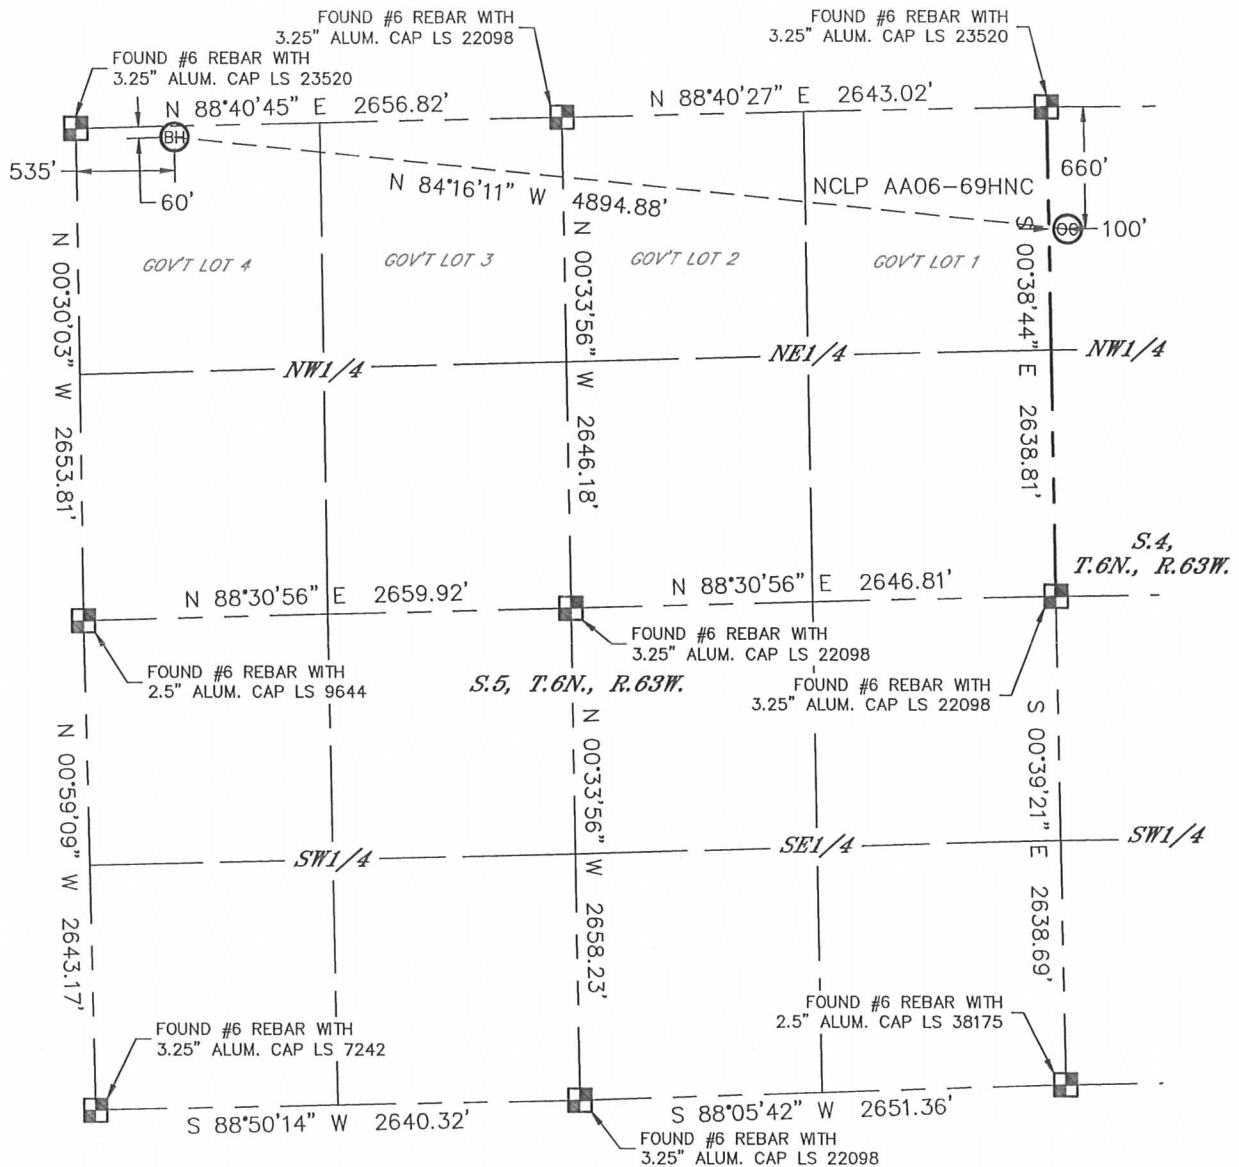 FOUND #6 REBAR WITH
3.25" ALUM. CAP LS 22098
FOUND #6 REBAR WITH
3.25" ALUM. CAP LS 23520
FOUND #6 REBAR WITH
3.25" ALUM. CAP LS 23520
N 88°40'45" E 2656.82'
N 88°40'27" E 2643.02'
BH
535'
60'
660'
N 84°16'11" W 4894.88'
NCLP AA06-69HNC
OG
100'
GOV'T LOT 4
GOV'T LOT 3
GOV'T LOT 2
GOV'T LOT 1
N 00°30'03" W 2653.81'
N 00°33'56" W 2646.18'
S 00°38'44" E 2638.81'
NW1/4
NE1/4
NW1/4
S.4,
T.6N., R.63W.
N 88°30'56" E 2659.92'
N 88°30'56" E 2646.81'
FOUND #6 REBAR WITH
3.25" ALUM. CAP LS 22098
FOUND #6 REBAR WITH
2.5" ALUM. CAP LS 9644
S.5, T.6N., R.63W.
FOUND #6 REBAR WITH
3.25" ALUM. CAP LS 22098
N 00°59'09" W 2643.17'
N 00°33'56" W 2658.23'
S 00°39'21" E 2638.69'
SW1/4
SE1/4
SW1/4
FOUND #6 REBAR WITH
3.25" ALUM. CAP LS 7242
FOUND #6 REBAR WITH
2.5" ALUM. CAP LS 38175
S 88°50'14" W 2640.32'
S 88°05'42" W 2651.36'
FOUND #6 REBAR WITH
3.25" ALUM. CAP LS 22098